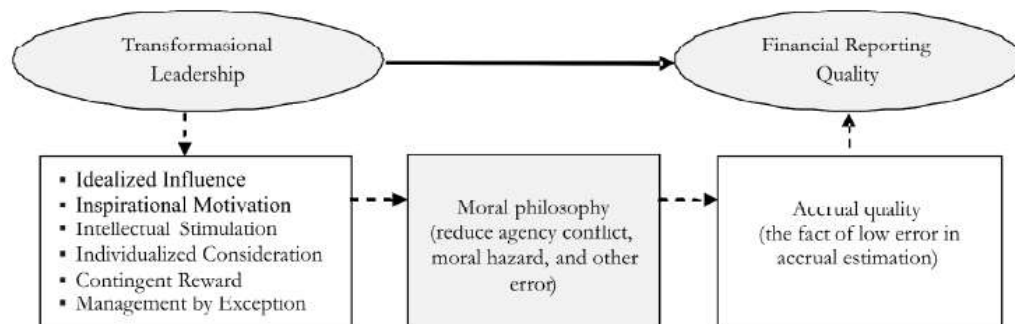 Transformasional
Leadership
Financial Reporting
Quality
▪ Idealized Influence
▪ Inspirational Motivation
▪ Intellectual Stimulation
▪ Individualized Consideration
▪ Contingent Reward
▪ Management by Exception
Moral philosophy
(reduce agency conflict,
moral hazard, and other
error)
Accrual quality
(the fact of low error in
accrual estimation)